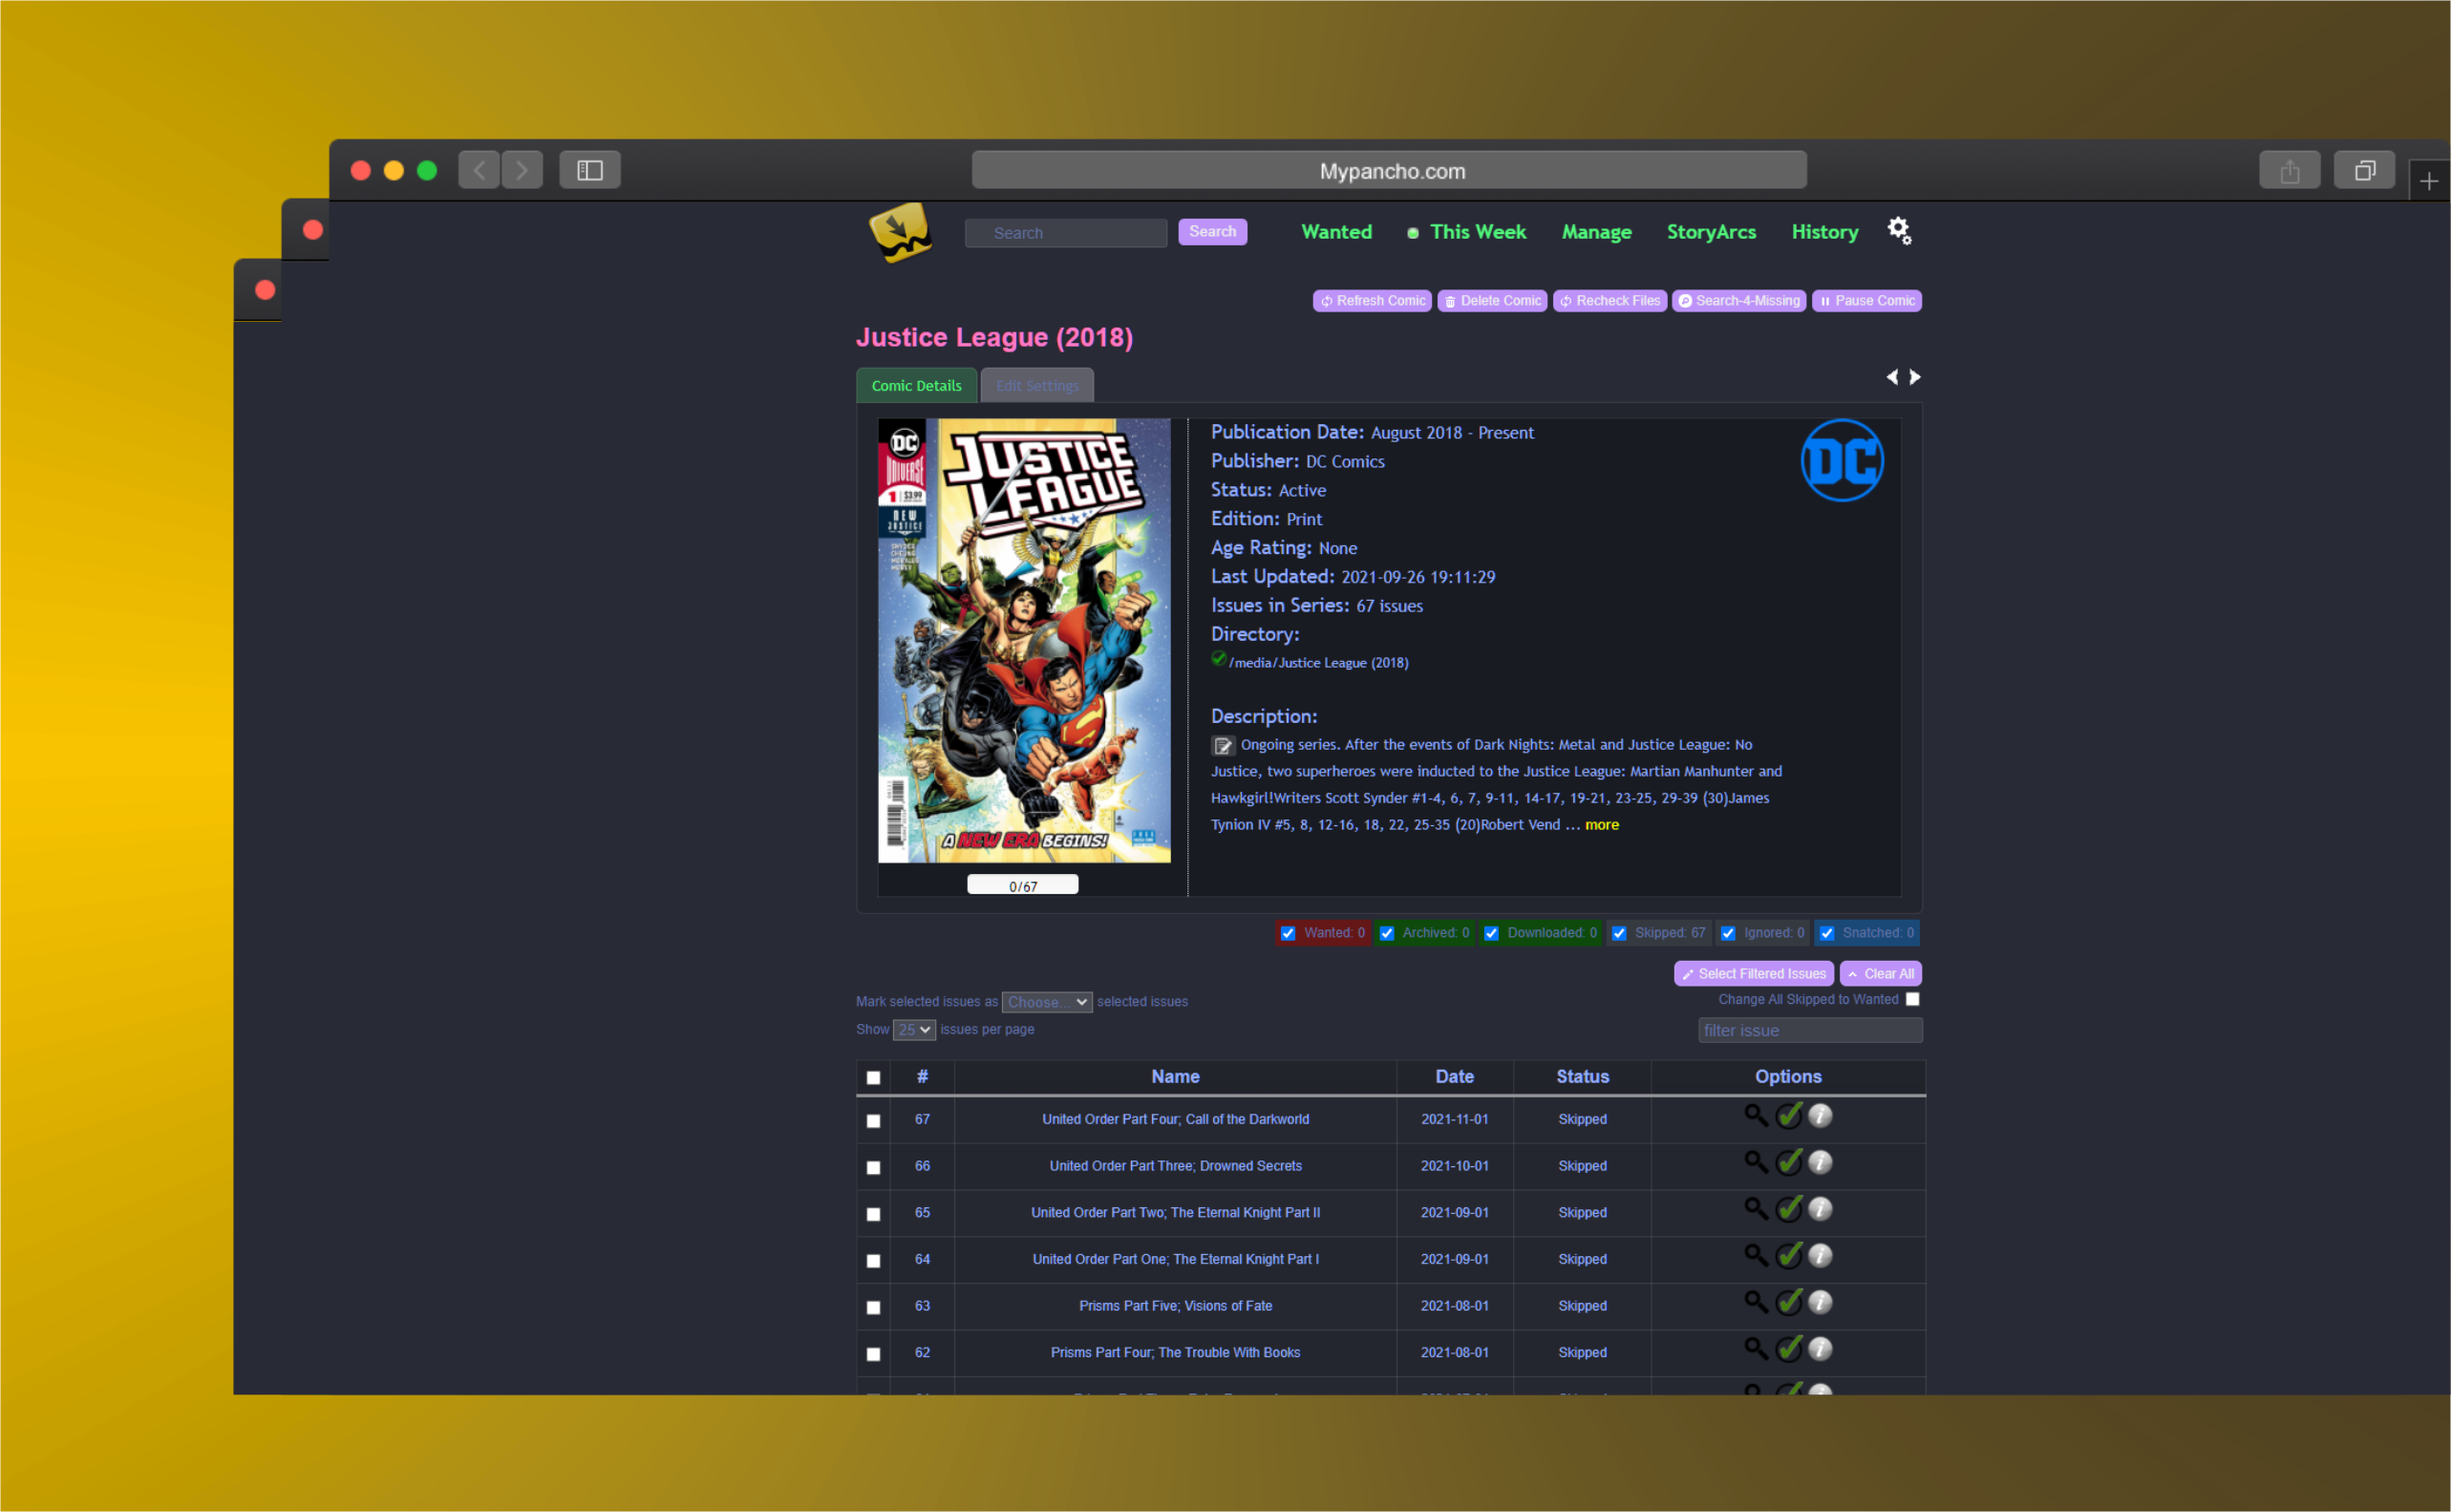 Mypancho.com
Search
Search
Wanted
This Week
Manage
StoryArcs
History
Refresh Comic
Delete Comic
Recheck Files
Search-4-Missing
Pause Comic
Justice League (2018)
Comic Details
Edit Settings
DC
UNIVERSE
1 $3.99
NEW
JUSTICE
JUSTICE
LEAGUE
A NEW ERA BEGINS!
0/67
Publication Date: August 2018 - Present
Publisher: DC Comics
Status: Active
Edition: Print
Age Rating: None
Last Updated: 2021-09-26 19:11:29
Issues in Series: 67 issues
Directory:
/media/Justice League (2018)
Description:
Ongoing series. After the events of Dark Nights: Metal and Justice League: No
Justice, two superheroes were inducted to the Justice League: Martian Manhunter and
Hawkgirl!Writers Scott Synder #1-4, 6, 7, 9-11, 14-17, 19-21, 23-25, 29-39 (30)James
Tynion IV #5, 8, 12-16, 18, 22, 25-35 (20)Robert Vend ... more
DC
Wanted: 0
Archived: 0
Downloaded: 0
Skipped: 67
Ignored: 0
Snatched: 0
Select Filtered Issues
Clear All
Mark selected issues as Choose... selected issues
Change All Skipped to Wanted
Show 25 issues per page
filter issue
# Name Date Status Options
67 United Order Part Four; Call of the Darkworld 2021-11-01 Skipped
66 United Order Part Three; Drowned Secrets 2021-10-01 Skipped
65 United Order Part Two; The Eternal Knight Part II 2021-09-01 Skipped
64 United Order Part One; The Eternal Knight Part I 2021-09-01 Skipped
63 Prisms Part Five; Visions of Fate 2021-08-01 Skipped
62 Prisms Part Four; The Trouble With Books 2021-08-01 Skipped